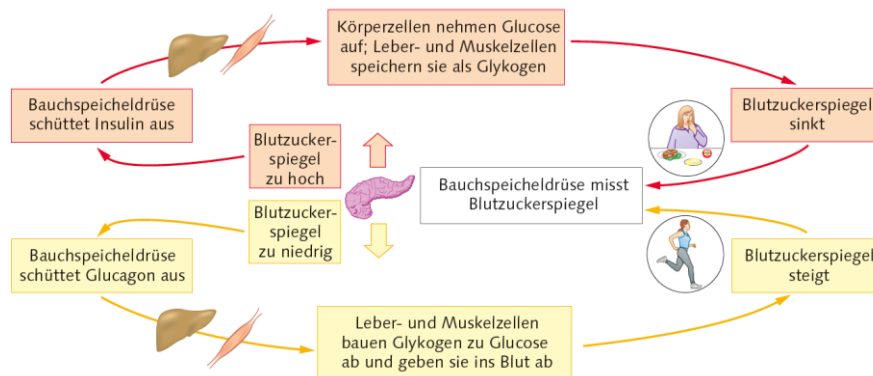 Körperzellen nehmen Glucose
auf; Leber- und Muskelzellen
speichern sie als Glykogen
Bauchspeicheldrüse
schüttet Insulin aus
Blutzuckerspiegel
sinkt
Blutzucker-
spiegel
zu hoch
Bauchspeicheldrüse misst
Blutzuckerspiegel
Blutzucker-
spiegel
zu niedrig
Bauchspeicheldrüse
schüttet Glucagon aus
Blutzuckerspiegel
steigt
Leber- und Muskelzellen
bauen Glykogen zu Glucose
ab und geben sie ins Blut ab